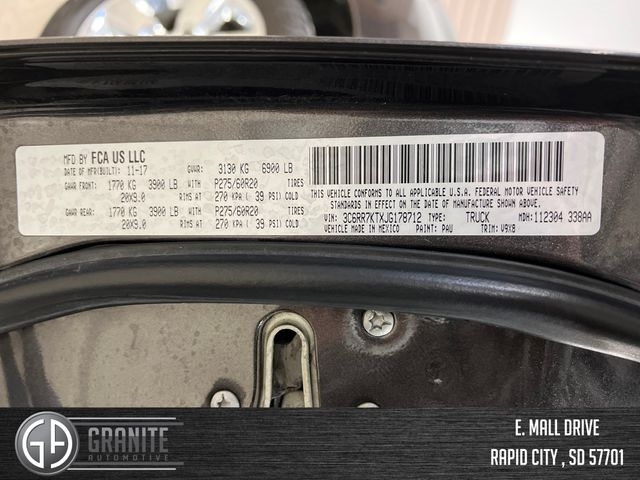 MFD BY FCA US LLC
DATE OF MFR(BUILT): 11-17 GVWR: 3130 KG 6900 LB
GAWR FRONT: 1770 KG 3900 LB WITH P275/60R20 TIRES
20X9.0 RIMS AT 270 KPA ( 39 PSI) COLD
GAWR REAR: 1770 KG 3900 LB WITH P275/60R20 TIRES
20X9.0 RIMS AT 270 KPA ( 39 PSI) COLD
THIS VEHICLE CONFORMS TO ALL APPLICABLE U.S.A. FEDERAL MOTOR VEHICLE SAFETY
STANDARDS IN EFFECT ON THE DATE OF MANUFACTURE SHOWN ABOVE.
VIN: 3C6RR7KTXJG178712 TYPE: TRUCK MDH: 112304 338AA
VEHICLE MADE IN MEXICO PAINT: PAU TRIM: V9X8
GA GRANITE
AUTOMOTIVE
E. MALL DRIVE
RAPID CITY , SD 57701